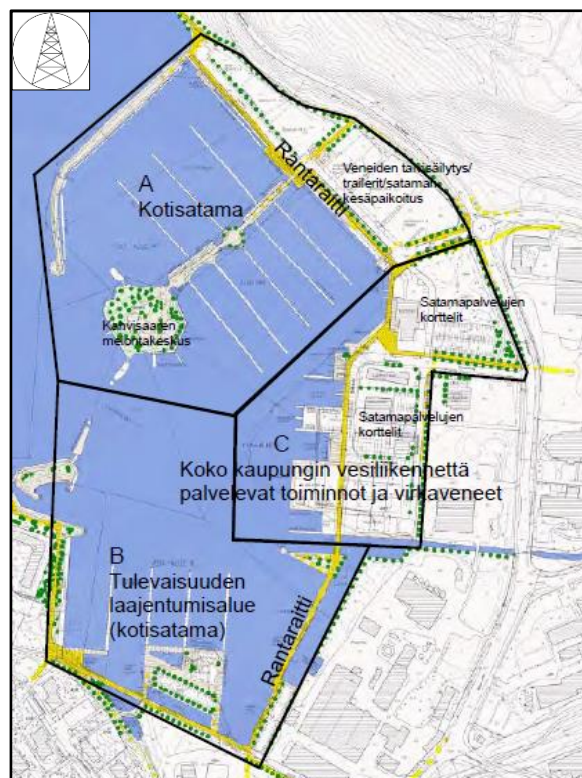 A
Kotisatama
Rantaraitti
Veneiden talvisäilytys/
trailerit/sataman
kesäpaikoitus
Kahvisaaren
melontakeskus
Satamapalvelujen
korttelit
Satamapalvelujen
korttelit
C
Koko kaupungin vesiliikennettä
palvelevat toiminnot ja virkaveneet
B
Tulevaisuuden
laajentumisalue
(kotisatama)
Rantaraitti